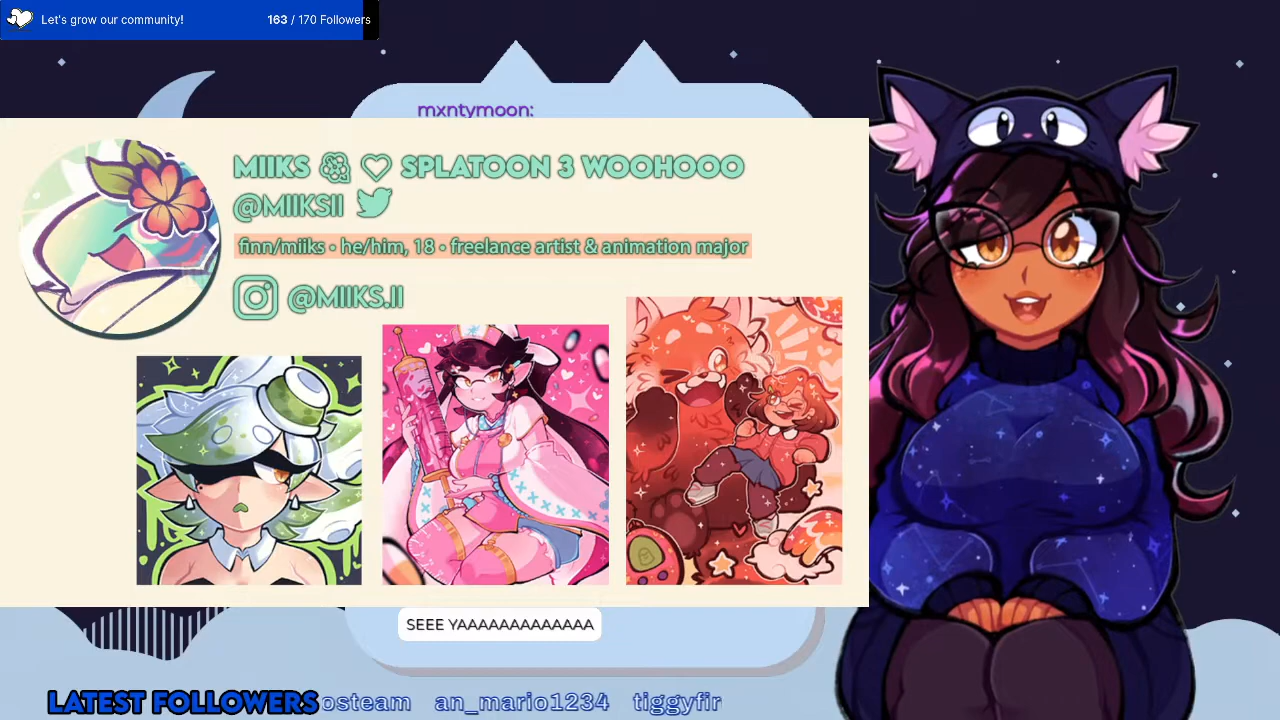 Let's grow our community!
163 / 170 Followers
mxntymoon:
MIIKS SPLATOON 3 WOOHOOO
@MIIKSII
finn/miiks • he/him, 18 • freelance artist & animation major
@MIIKS.II
SEEE YAAAAAAAAAAAAA
LATEST FOLLOWERS osteam an_mario1234 tiggyfir